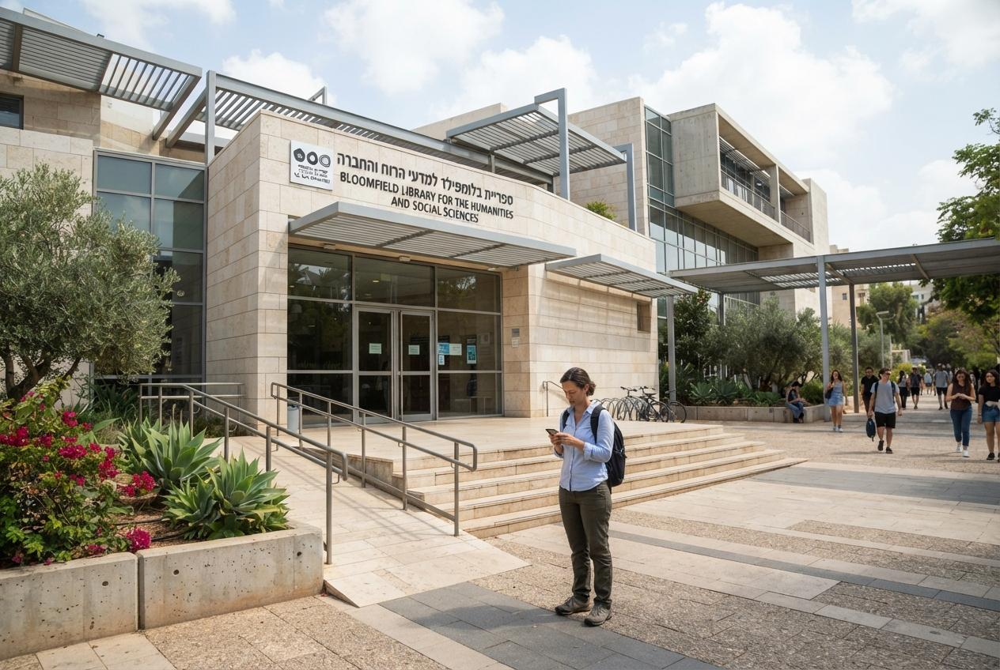 ספריית בלומפילד למדעי הרוח והחברה
BLOOMFIELD LIBRARY FOR THE HUMANITIES
AND SOCIAL SCIENCES